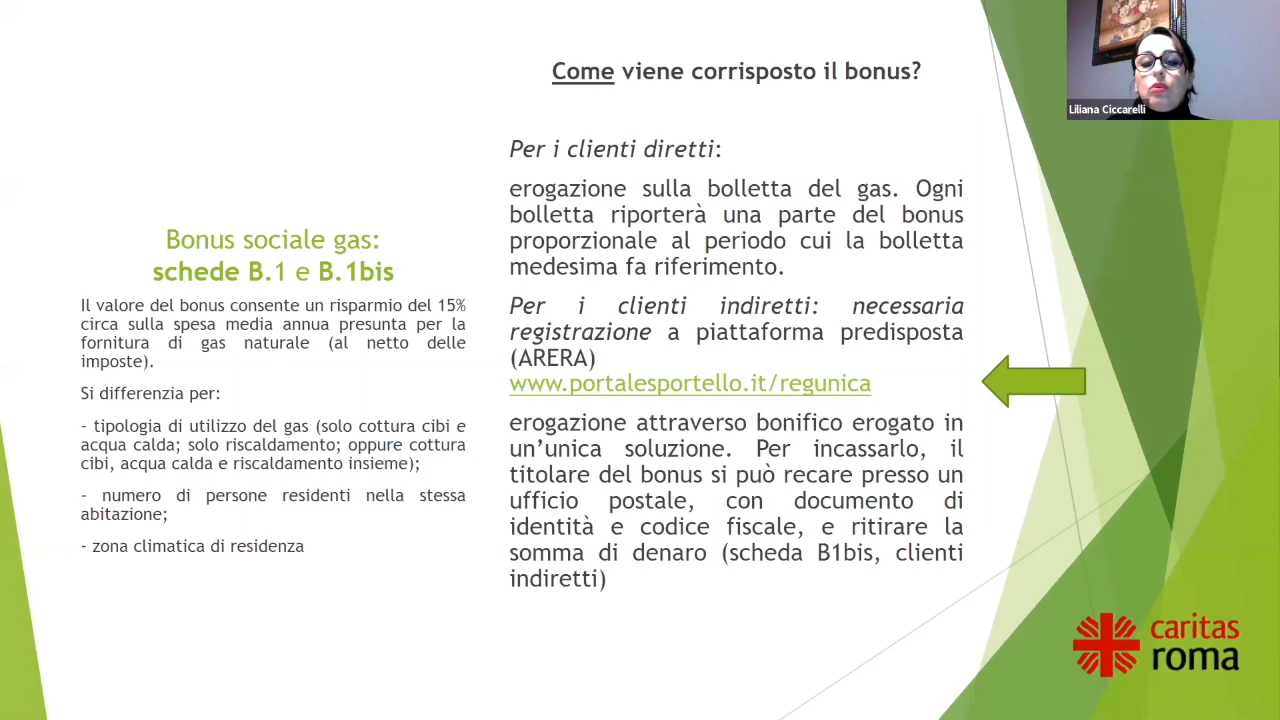 Come viene corrisposto il bonus?
Liliana Ciccarelli
Bonus sociale gas:
schede B.1 e B.1bis
Il valore del bonus consente un risparmio del 15%
circa sulla spesa media annua presunta per la
fornitura di gas naturale (al netto delle
imposte).
Si differenzia per:
- tipologia di utilizzo del gas (solo cottura cibi e
acqua calda; solo riscaldamento; oppure cottura
cibi, acqua calda e riscaldamento insieme);
- numero di persone residenti nella stessa
abitazione;
- zona climatica di residenza
Per i clienti diretti:
erogazione sulla bolletta del gas. Ogni
bolletta riporterà una parte del bonus
proporzionale al periodo cui la bolletta
medesima fa riferimento.
Per i clienti indiretti: necessaria
registrazione a piattaforma predisposta
(ARERA)
www.portalesportello.it/regunica
erogazione attraverso bonifico erogato in
un’unica soluzione. Per incassarlo, il
titolare del bonus si può recare presso un
ufficio postale, con documento di
identità e codice fiscale, e ritirare la
somma di denaro (scheda B1bis, clienti
indiretti)
caritas
roma